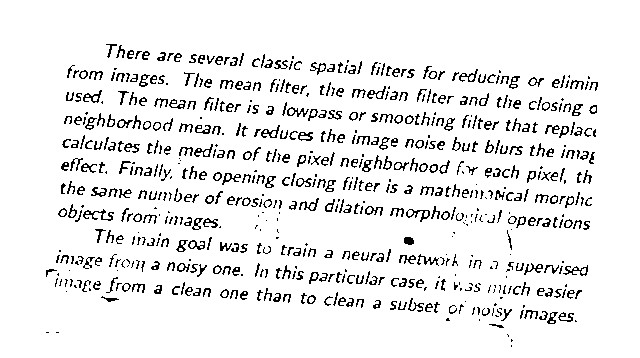 There are several classic spatial filters for reducing or elimin
from images. The mean filter, the median filter and the closing o
used. The mean filter is a lowpass or smoothing filter that replace
neighborhood mean. It reduces the image noise but blurs the imag
calculates the median of the pixel neighborhood for each pixel, th
effect. Finally, the opening closing filter is a mathematical morpho
the same number of erosion and dilation morphological operations
objects from images.
The main goal was to train a neural network in a supervised
image from a noisy one. In this particular case, it was much easier
image from a clean one than to clean a subset of noisy images.